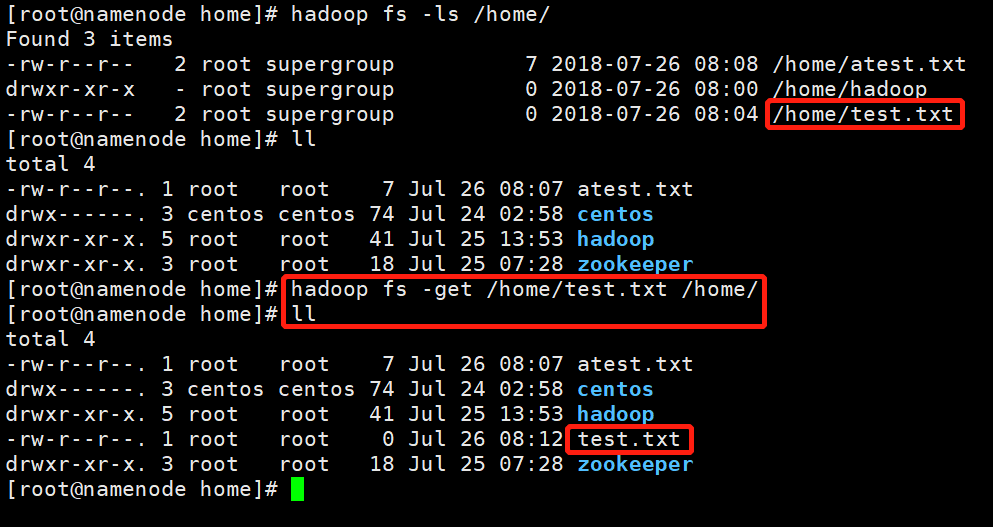 [root@namenode home]# hadoop fs -ls /home/
Found 3 items
-rw-r--r--   2 root supergroup          7 2018-07-26 08:08 /home/atest.txt
drwxr-xr-x   - root supergroup          0 2018-07-26 08:00 /home/hadoop
-rw-r--r--   2 root supergroup          0 2018-07-26 08:04 /home/test.txt
[root@namenode home]# ll
total 4
-rw-r--r--. 1 root   root    7 Jul 26 08:07 atest.txt
drwx------. 3 centos centos 74 Jul 24 02:58 centos
drwxr-xr-x. 5 root   root   41 Jul 25 13:53 hadoop
drwxr-xr-x. 3 root   root   18 Jul 25 07:28 zookeeper
[root@namenode home]# hadoop fs -get /home/test.txt /home/
[root@namenode home]# ll
total 4
-rw-r--r--. 1 root   root    7 Jul 26 08:07 atest.txt
drwx------. 3 centos centos 74 Jul 24 02:58 centos
drwxr-xr-x. 5 root   root   41 Jul 25 13:53 hadoop
-rw-r--r--. 1 root   root    0 Jul 26 08:12 test.txt
drwxr-xr-x. 3 root   root   18 Jul 25 07:28 zookeeper
[root@namenode home]#